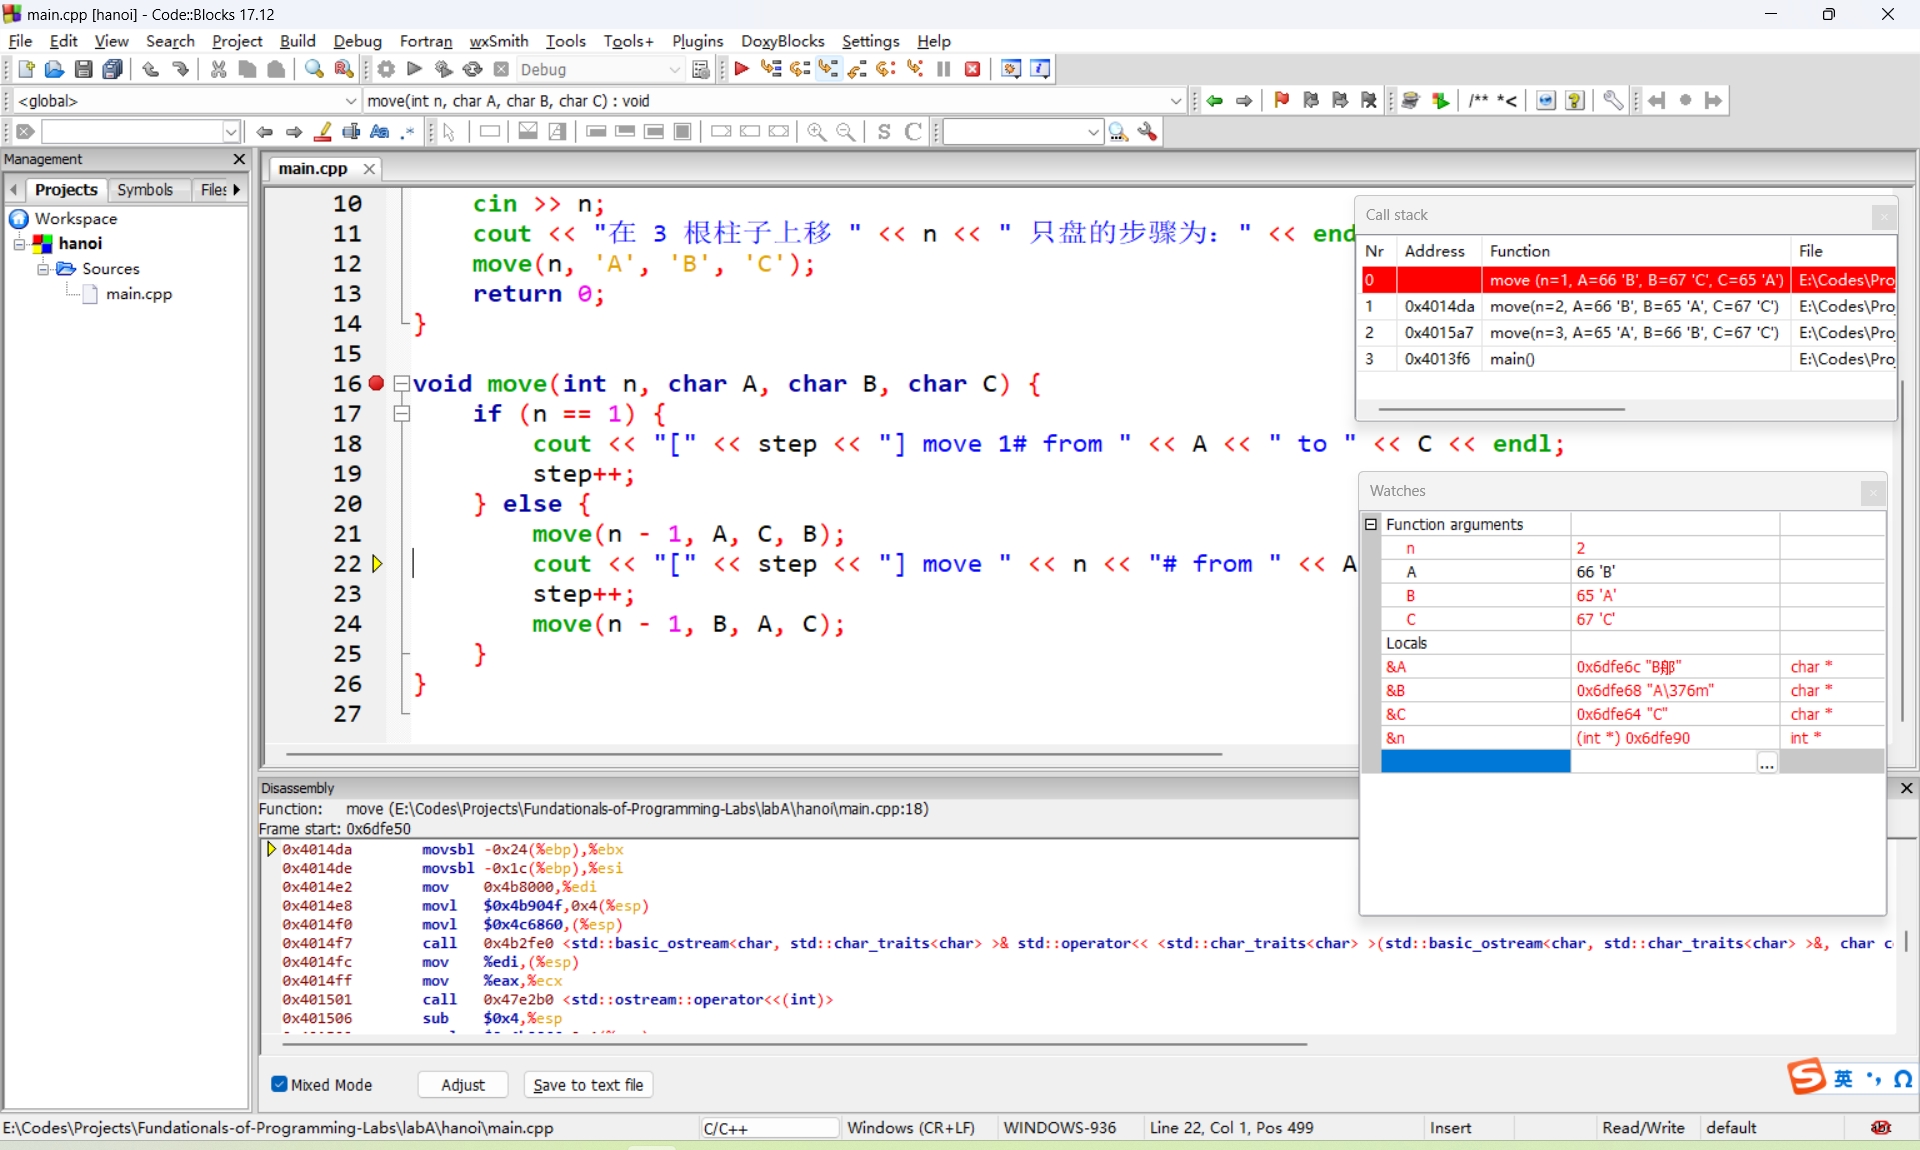 main.cpp [hanoi] - Code::Blocks 17.12
File Edit View Search Project Build Debug Fortran wxSmith Tools Tools+ Plugins DoxyBlocks Settings Help
Debug
<global> move(int n, char A, char B, char C) : void /** *<
Management
Projects Symbols Files
Workspace
hanoi
Sources
main.cpp
main.cpp
10 cin >> n;
11 cout << "在 3 根柱子上移 " << n << " 只盘的步骤为: " << end
12 move(n, 'A', 'B', 'C');
13 return 0;
14 }
15
16 void move(int n, char A, char B, char C) {
17 if (n == 1) {
18 cout << "[" << step << "] move 1# from " << A << " to " << C << endl;
19 step++;
20 } else {
21 move(n - 1, A, C, B);
22 cout << "[" << step << "] move " << n << "# from " << A
23 step++;
24 move(n - 1, B, A, C);
25 }
26 }
27
Call stack
Nr Address Function File
0 move (n=1, A=66 'B', B=67 'C', C=65 'A') E:\Codes\Pro
1 0x4014da move(n=2, A=66 'B', B=65 'A', C=67 'C') E:\Codes\Pro
2 0x4015a7 move(n=3, A=65 'A', B=66 'B', C=67 'C') E:\Codes\Pro
3 0x4013f6 main() E:\Codes\Pro
Watches
Function arguments
n 2
A 66 'B'
B 65 'A'
C 67 'C'
Locals
&A 0x6dfe6c "B " char *
&B 0x6dfe68 "A\376m" char *
&C 0x6dfe64 "C" char *
&n (int *) 0x6dfe90 int *
...
Disassembly
Function: move (E:\Codes\Projects\Fundationals-of-Programming-Labs\labA\hanoi\main.cpp:18)
Frame start: 0x6dfe50
0x4014da movsbl -0x24(%ebp),%ebx
0x4014de movsbl -0x1c(%ebp),%esi
0x4014e2 mov 0x4b8000,%edi
0x4014e8 movl $0x4b904f,0x4(%esp)
0x4014f0 movl $0x4c6860,(%esp)
0x4014f7 call 0x4b2fe0 <std::basic_ostream<char, std::char_traits<char> >& std::operator<< <std::char_traits<char> >(std::basic_ostream<char, std::char_traits<char> >&, char c
0x4014fc mov %edi,(%esp)
0x4014ff mov %eax,%ecx
0x401501 call 0x47e2b0 <std::ostream::operator<<(int)>
0x401506 sub $0x4,%esp
Mixed Mode Adjust Save to text file
英
E:\Codes\Projects\Fundationals-of-Programming-Labs\labA\hanoi\main.cpp C/C++ Windows (CR+LF) WINDOWS-936 Line 22, Col 1, Pos 499 Insert Read/Write default